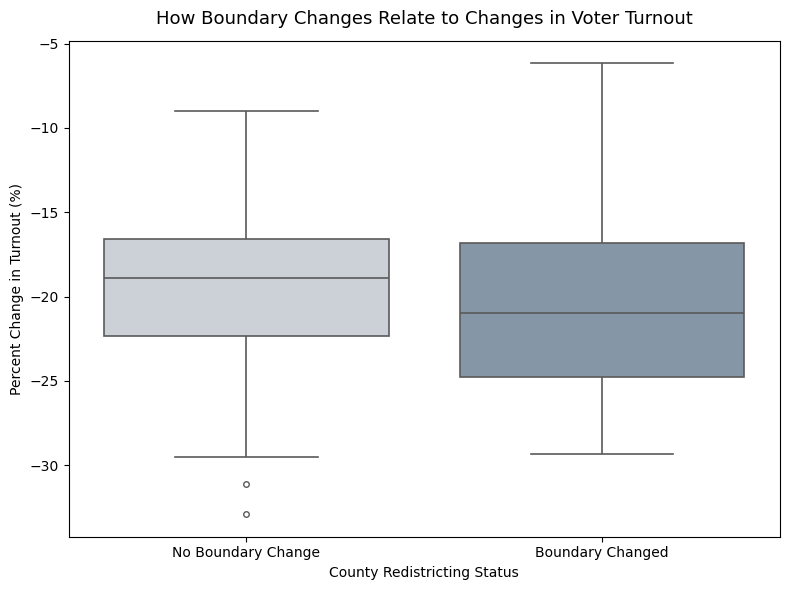 How Boundary Changes Relate to Changes in Voter Turnout
Percent Change in Turnout (%)
−5
−10
−15
−20
−25
−30
No Boundary Change
Boundary Changed
County Redistricting Status